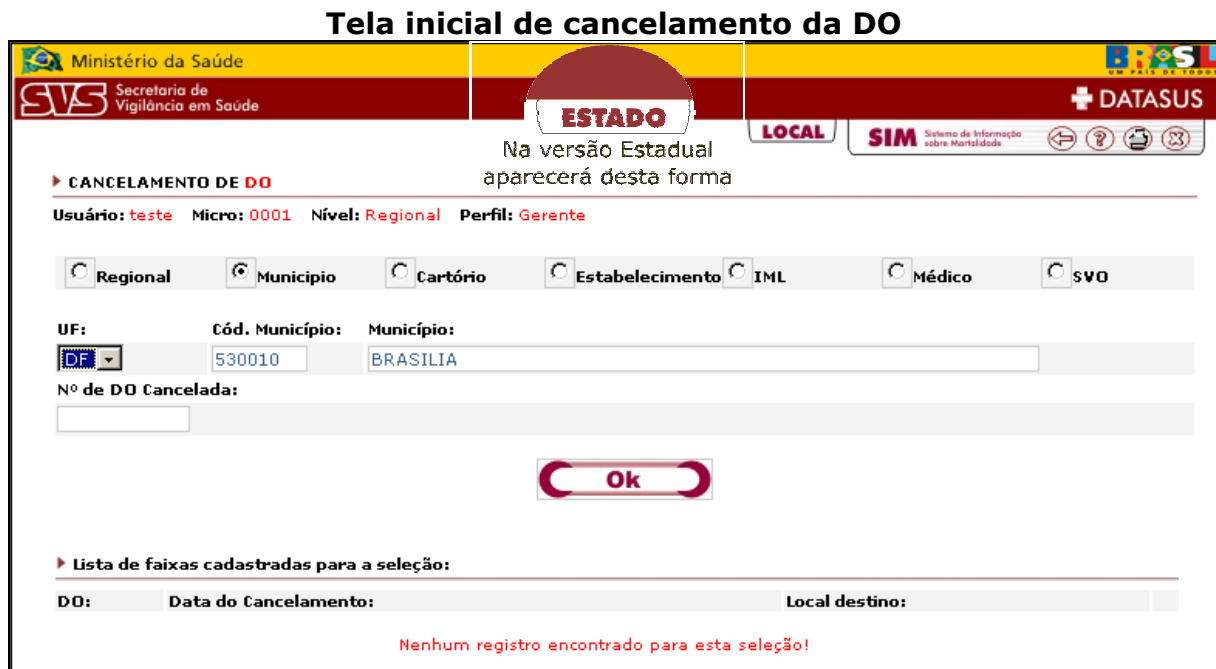 Tela inicial de cancelamento da DO
Ministério da Saúde
BRASIL
UM PAÍS DE TODOS
SVS Secretaria de
Vigilância em Saúde
DATASUS
ESTADO
Na versão Estadual
aparecerá desta forma
LOCAL
SIM Sistema de Informação
sobre Mortalidade
CANCELAMENTO DE DO
Usuário: teste Micro: 0001 Nível: Regional Perfil: Gerente
Regional Municipio Cartório Estabelecimento IML Médico SVO
UF: Cód. Município: Município:
DF 530010 BRASILIA
Nº de DO Cancelada:
Ok
Lista de faixas cadastradas para a seleção:
DO: Data do Cancelamento: Local destino:
Nenhum registro encontrado para esta seleção!